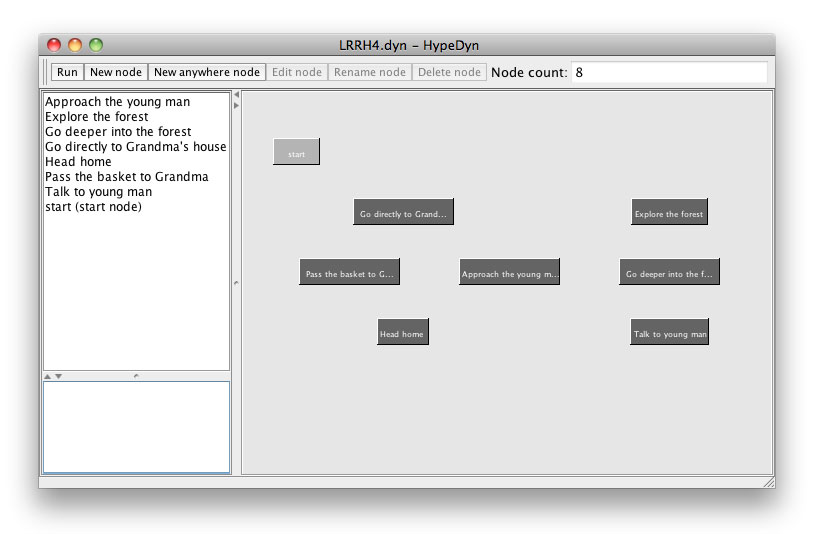 LRRH4.dyn – HypeDyn
Run New node New anywhere node Edit node Rename node Delete node Node count: 8
Approach the young man
Explore the forest
Go deeper into the forest
Go directly to Grandma's house
Head home
Pass the basket to Grandma
Talk to young man
start (start node)
start
Go directly to Grand...
Explore the forest
Pass the basket to G...
Approach the young m...
Go deeper into the f...
Head home
Talk to young man